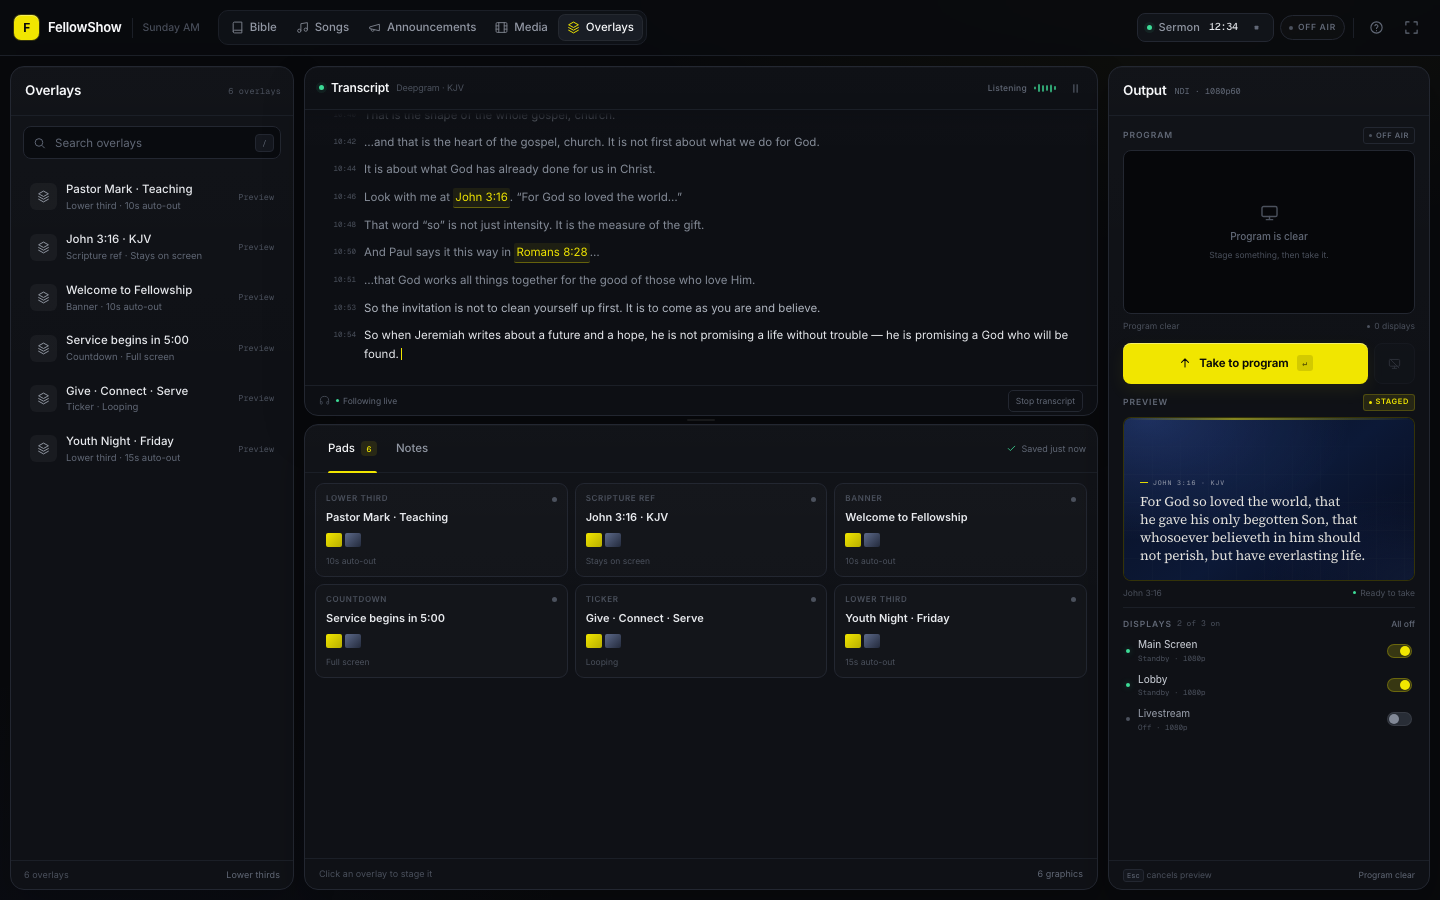 F FellowShow Sunday AM Bible Songs Announcements Media Overlays Sermon 12:34 OFF AIR
Overlays 6 overlays
Search overlays /
Pastor Mark · Teaching
Lower third · 10s auto-out
Preview
John 3:16 · KJV
Scripture ref · Stays on screen
Preview
Welcome to Fellowship
Banner · 10s auto-out
Preview
Service begins in 5:00
Countdown · Full screen
Preview
Give · Connect · Serve
Ticker · Looping
Preview
Youth Night · Friday
Lower third · 15s auto-out
Preview
6 overlays Lower thirds
Transcript Deepgram · KJV Listening
That is the shape of the whole gospel, church.
10:42 …and that is the heart of the gospel, church. It is not first about what we do for God.
10:44 It is about what God has already done for us in Christ.
10:46 Look with me at John 3:16. “For God so loved the world…”
10:48 That word “so” is not just intensity. It is the measure of the gift.
10:50 And Paul says it this way in Romans 8:28…
10:51 …that God works all things together for the good of those who love Him.
10:53 So the invitation is not to clean yourself up first. It is to come as you are and believe.
10:54 So when Jeremiah writes about a future and a hope, he is not promising a life without trouble — he is promising a God who will be
found.
Following live Stop transcript
Pads 6 Notes Saved just now
LOWER THIRD
Pastor Mark · Teaching
10s auto-out
SCRIPTURE REF
John 3:16 · KJV
Stays on screen
BANNER
Welcome to Fellowship
10s auto-out
COUNTDOWN
Service begins in 5:00
Full screen
TICKER
Give · Connect · Serve
Looping
LOWER THIRD
Youth Night · Friday
15s auto-out
Click an overlay to stage it 6 graphics
Output NDI · 1080p60
PROGRAM OFF AIR
Program is clear
Stage something, then take it.
Program clear 0 displays
Take to program ↵
PREVIEW STAGED
JOHN 3:16 · KJV
For God so loved the world, that
he gave his only begotten Son, that
whosoever believeth in him should
not perish, but have everlasting life.
John 3:16 Ready to take
DISPLAYS 2 of 3 on All off
Main Screen
Standby · 1080p
Lobby
Standby · 1080p
Livestream
Off · 1080p
Esc cancels preview Program clear